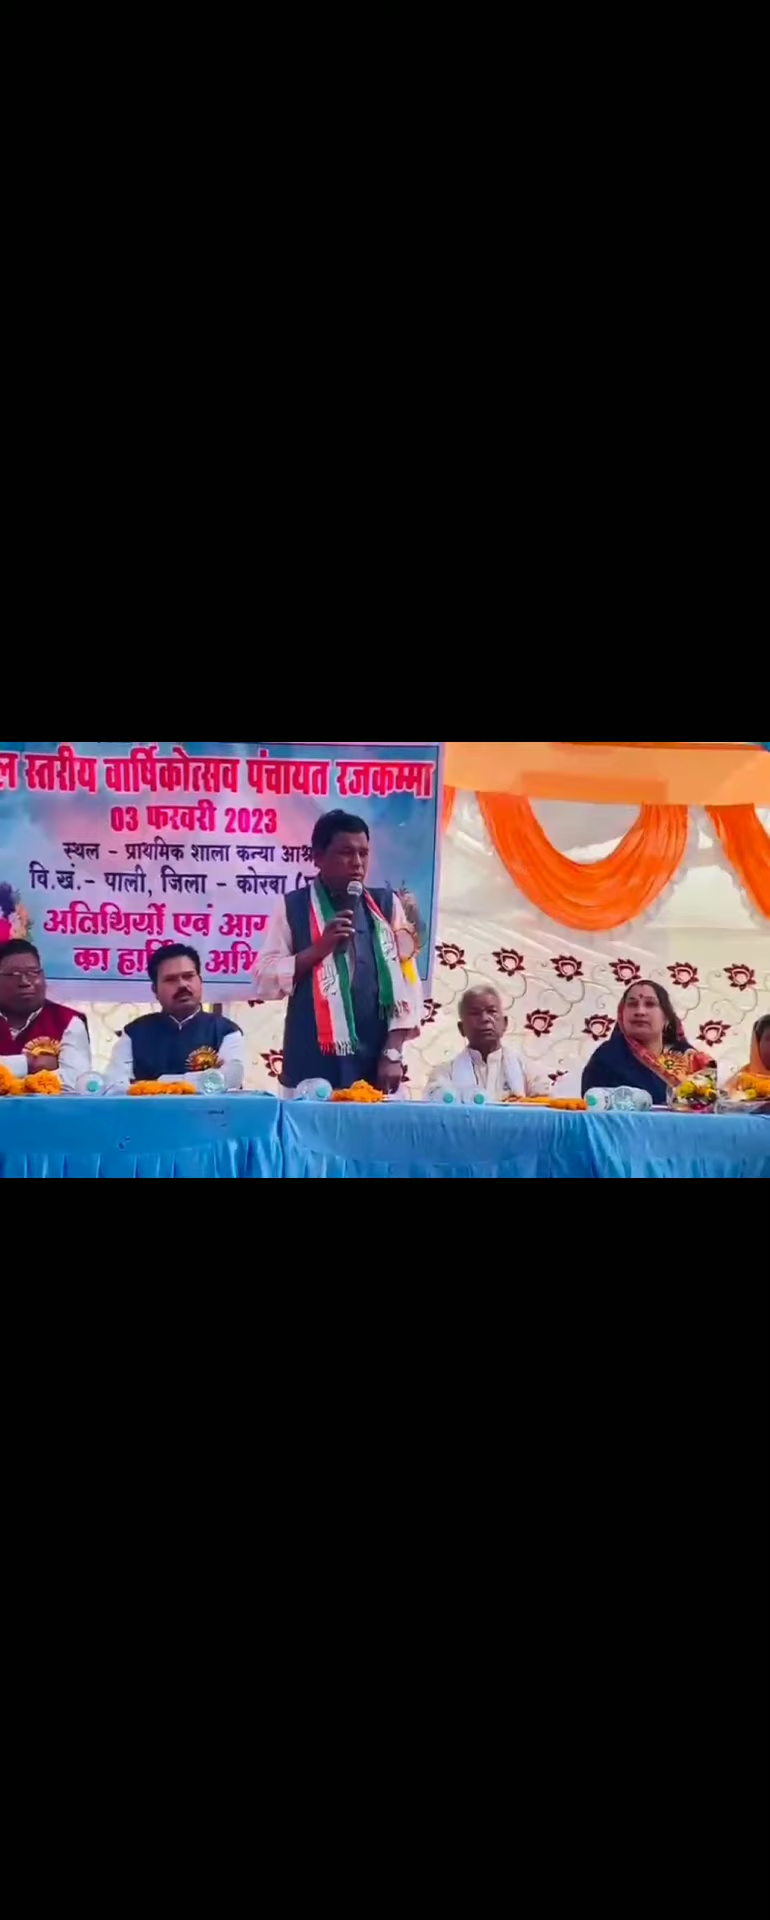 स्तरीय वार्षिकोत्सव पंचायत रजकम्मा
03 फरवरी 2023
स्थल - प्राथमिक शाला कन्या
वि.खं.- पाली, जिला - कोरबा
अतिथियों एवं
का